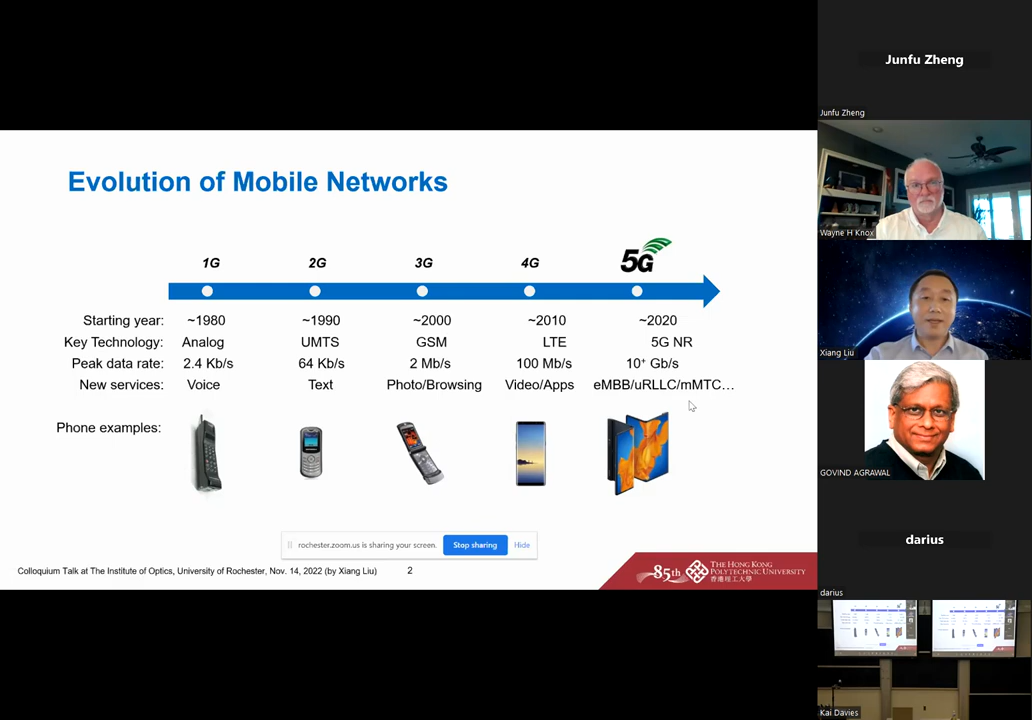 Evolution of Mobile Networks
1G 2G 3G 4G 5G
Starting year: ~1980 ~1990 ~2000 ~2010 ~2020
Key Technology: Analog UMTS GSM LTE 5G NR
Peak data rate: 2.4 Kb/s 64 Kb/s 2 Mb/s 100 Mb/s 10⁺ Gb/s
New services: Voice Text Photo/Browsing Video/Apps eMBB/uRLLC/mMTC…
Phone examples:
rochester.zoom.us is sharing your screen. Stop sharing Hide
Colloquium Talk at The Institute of Optics, University of Rochester, Nov. 14, 2022 (by Xiang Liu) 2
85th
THE HONG KONG
POLYTECHNIC UNIVERSITY
香港理工大學
Junfu Zheng
Junfu Zheng
Wayne H Knox
Xiang Liu
GOVIND AGRAWAL
darius
darius
Kai Davies